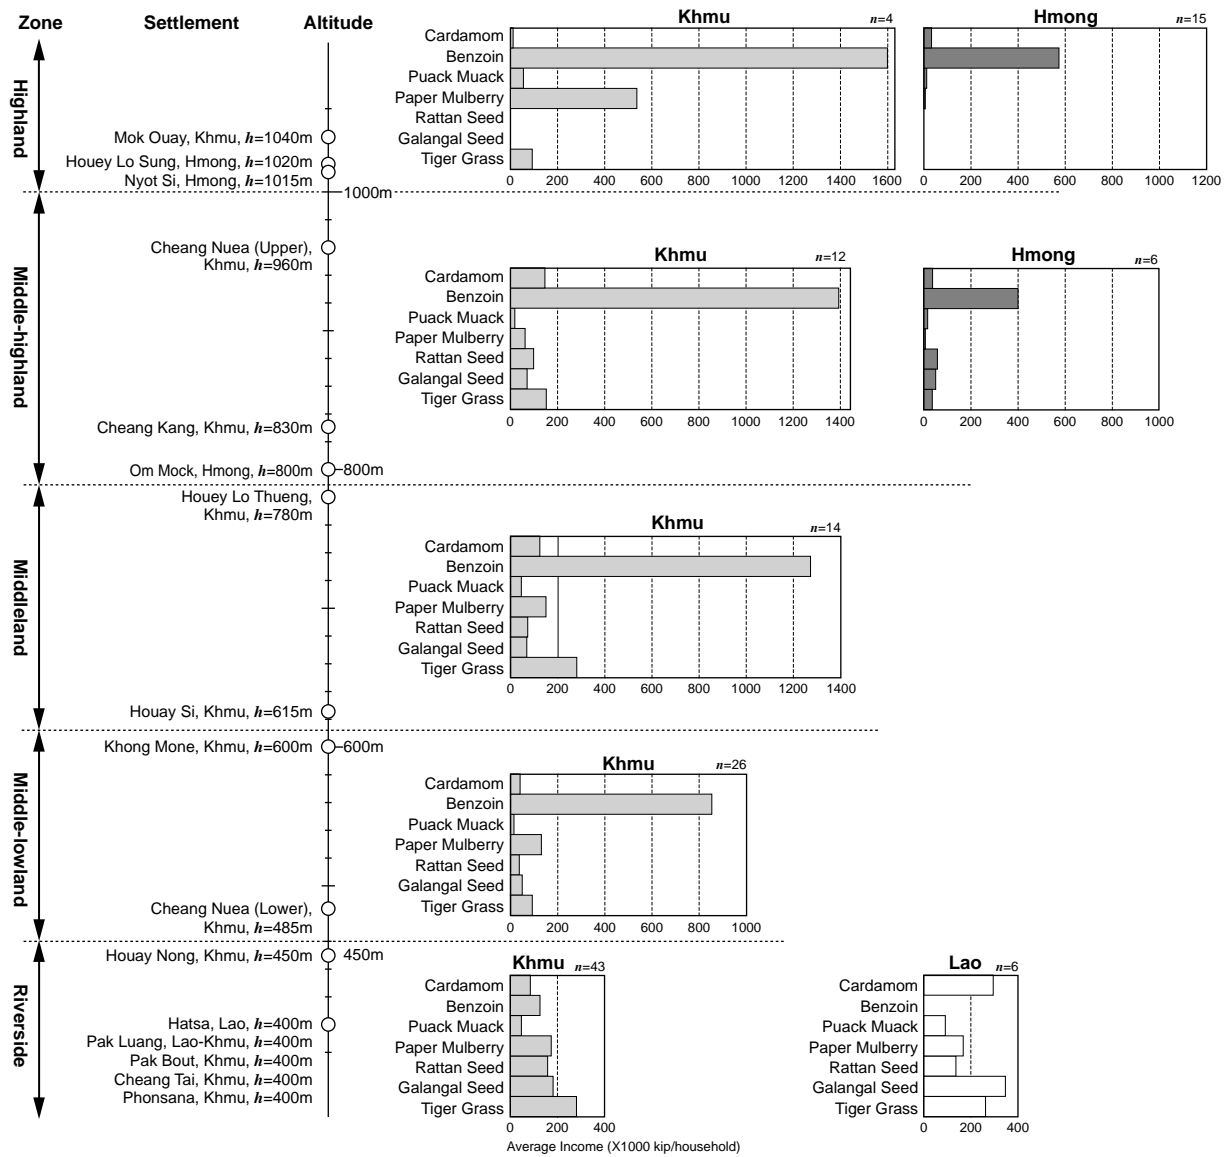 Zone Settlement Altitude
Khmu n=4
Hmong n=15
Highland
Mok Ouay, Khmu, h=1040m
Houey Lo Sung, Hmong, h=1020m
Nyot Si, Hmong, h=1015m
1000m
Cardamom
Benzoin
Puack Muack
Paper Mulberry
Rattan Seed
Galangal Seed
Tiger Grass
0 200 400 600 800 1000 1200 1400 1600
0 200 400 600 800 1000 1200
Middle-highland
Cheang Nuea (Upper),
Khmu, h=960m
Cheang Kang, Khmu, h=830m
Om Mock, Hmong, h=800m
800m
Khmu n=12
Hmong n=6
Cardamom
Benzoin
Puack Muack
Paper Mulberry
Rattan Seed
Galangal Seed
Tiger Grass
0 200 400 600 800 1000 1200 1400
0 200 400 600 800 1000
Middleland
Houey Lo Thueng,
Khmu, h=780m
Houay Si, Khmu, h=615m
Khmu n=14
Cardamom
Benzoin
Puack Muack
Paper Mulberry
Rattan Seed
Galangal Seed
Tiger Grass
0 200 400 600 800 1000 1200 1400
Middle-lowland
Khong Mone, Khmu, h=600m
600m
Cheang Nuea (Lower),
Khmu, h=485m
Khmu n=26
Cardamom
Benzoin
Puack Muack
Paper Mulberry
Rattan Seed
Galangal Seed
Tiger Grass
0 200 400 600 800 1000
Riverside
Houay Nong, Khmu, h=450m
450m
Hatsa, Lao, h=400m
Pak Luang, Lao-Khmu, h=400m
Pak Bout, Khmu, h=400m
Cheang Tai, Khmu, h=400m
Phonsana, Khmu, h=400m
Khmu n=43
Cardamom
Benzoin
Puack Muack
Paper Mulberry
Rattan Seed
Galangal Seed
Tiger Grass
0 200 400
Average Income (X1000 kip/household)
Lao n=6
Cardamom
Benzoin
Puack Muack
Paper Mulberry
Rattan Seed
Galangal Seed
Tiger Grass
0 200 400